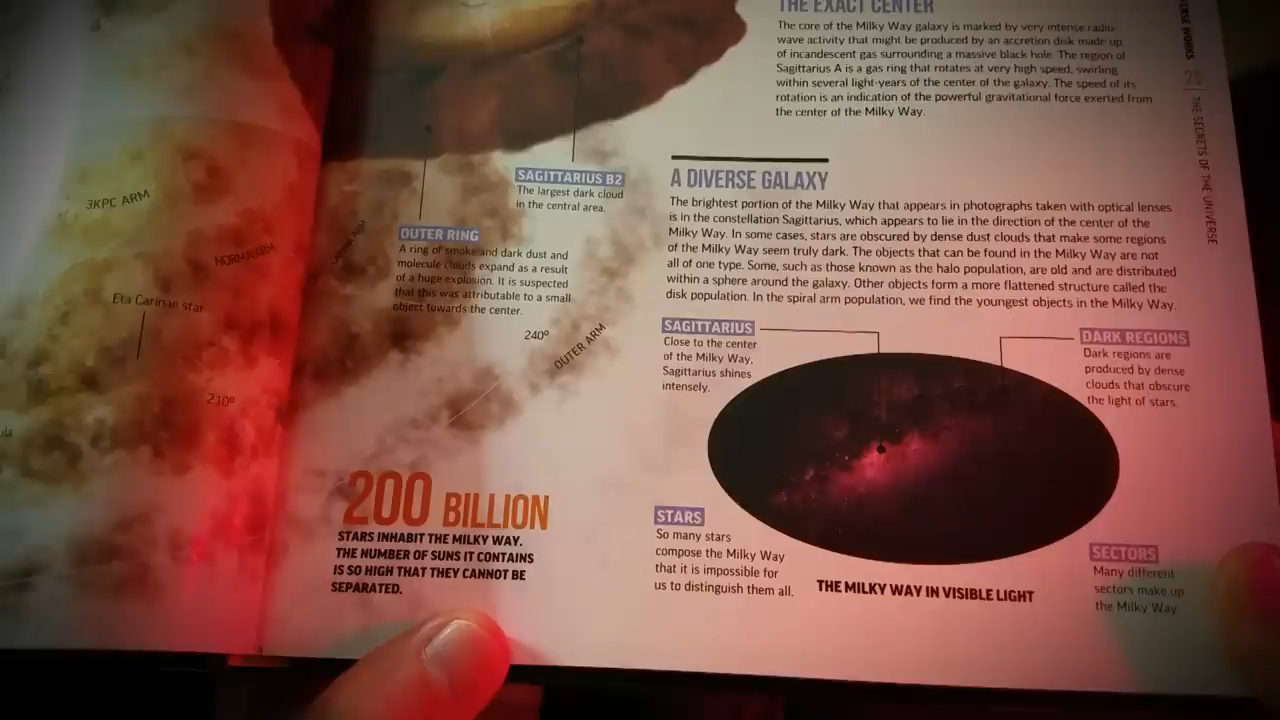 THE EXACT CENTER
The core of the Milky Way galaxy is marked by very intense radio-
wave activity that might be produced by an accretion disk made up
of incandescent gas surrounding a massive black hole. The region of
Sagittarius A is a gas ring that rotates at very high speed, swirling
within several light-years of the center of the galaxy. The speed of its
rotation is an indication of the powerful gravitational force exerted from
the center of the Milky Way.
THE SECRETS OF THE UNIVERSE
3KPC ARM
NORMA ARM
Eta Carinae star
210º
SAGITTARIUS B2
The largest dark cloud
in the central area.
OUTER RING
A ring of smoke and dark dust and
molecule clouds expand as a result
of a huge explosion. It is suspected
that this was attributable to a small
object towards the center.
240º
OUTER ARM
200 BILLION
STARS INHABIT THE MILKY WAY.
THE NUMBER OF SUNS IT CONTAINS
IS SO HIGH THAT THEY CANNOT BE
SEPARATED.
A DIVERSE GALAXY
The brightest portion of the Milky Way that appears in photographs taken with optical lenses
is in the constellation Sagittarius, which appears to lie in the direction of the center of the
Milky Way. In some cases, stars are obscured by dense dust clouds that make some regions
of the Milky Way seem truly dark. The objects that can be found in the Milky Way are not
all of one type. Some, such as those known as the halo population, are old and are distributed
within a sphere around the galaxy. Other objects form a more flattened structure called the
disk population. In the spiral arm population, we find the youngest objects in the Milky Way.
SAGITTARIUS
Close to the center
of the Milky Way,
Sagittarius shines
intensely.
DARK REGIONS
Dark regions are
produced by dense
clouds that obscure
the light of stars.
STARS
So many stars
compose the Milky Way
that it is impossible for
us to distinguish them all.
THE MILKY WAY IN VISIBLE LIGHT
SECTORS
Many different
sectors make up
the Milky Way